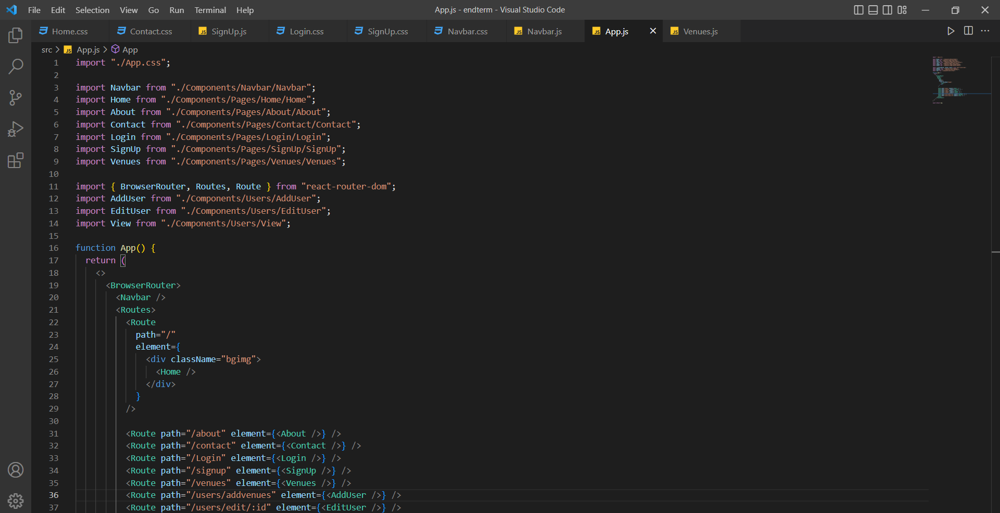 File Edit Selection View Go Run Terminal Help App.js - endterm - Visual Studio Code
Home.css Contact.css JS SignUp.js Login.css SignUp.css Navbar.css JS Navbar.js JS App.js JS Venues.js
src > JS App.js > App
1 import "./App.css";
2
3 import Navbar from "./Components/Navbar/Navbar";
4 import Home from "./Components/Pages/Home/Home";
5 import About from "./Components/Pages/About/About";
6 import Contact from "./Components/Pages/Contact/Contact";
7 import Login from "./Components/Pages/Login/Login";
8 import SignUp from "./Components/Pages/SignUp/SignUp";
9 import Venues from "./Components/Pages/Venues/Venues";
10
11 import { BrowserRouter, Routes, Route } from "react-router-dom";
12 import AddUser from "./Components/Users/AddUser";
13 import EditUser from "./Components/Users/EditUser";
14 import View from "./Components/Users/View";
15
16 function App() {
17 return (
18 <>
19 <BrowserRouter>
20 <Navbar />
21 <Routes>
22 <Route
23 path="/"
24 element={
25 <div className="bgimg">
26 <Home />
27 </div>
28 }
29 />
30
31 <Route path="/about" element={<About />} />
32 <Route path="/contact" element={<Contact />} />
33 <Route path="/Login" element={<Login />} />
34 <Route path="/signup" element={<SignUp />} />
35 <Route path="/venues" element={<Venues />} />
36 <Route path="/users/addvenues" element={<AddUser />} />
37 <Route path="/users/edit/:id" element={<EditUser />} />